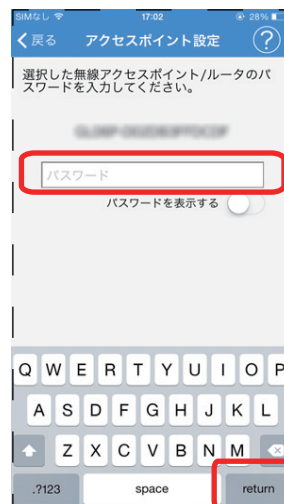 SIMなし 17:02 28%
戻る アクセスポイント設定 ?
選択した無線アクセスポイント/ルータのパ
スワードを入力してください。
パスワード
パスワードを表示する
Q W E R T Y U I O P
A S D F G H J K L
Z X C V B N M
.?123 space return